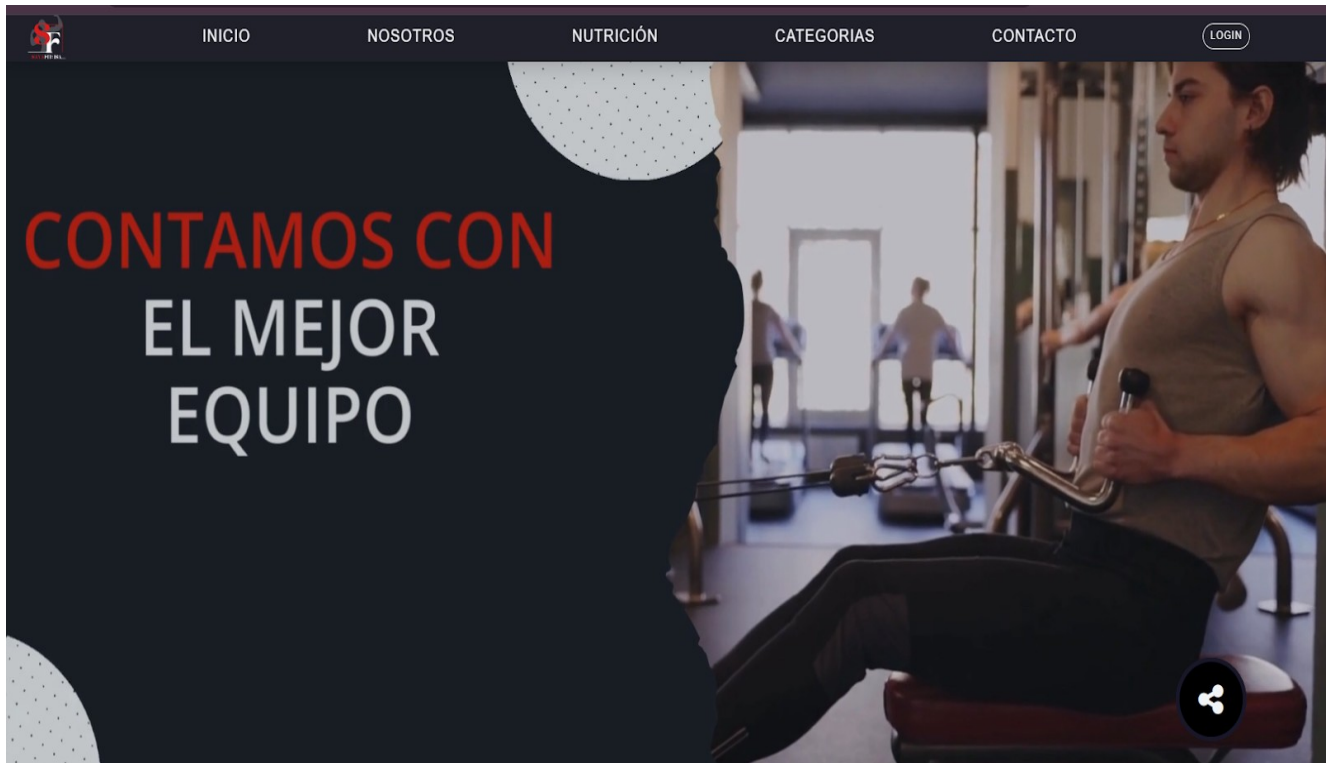 INICIO
NOSOTROS
NUTRICIÓN
CATEGORIAS
CONTACTO
LOGIN
CONTAMOS CON
EL MEJOR
EQUIPO